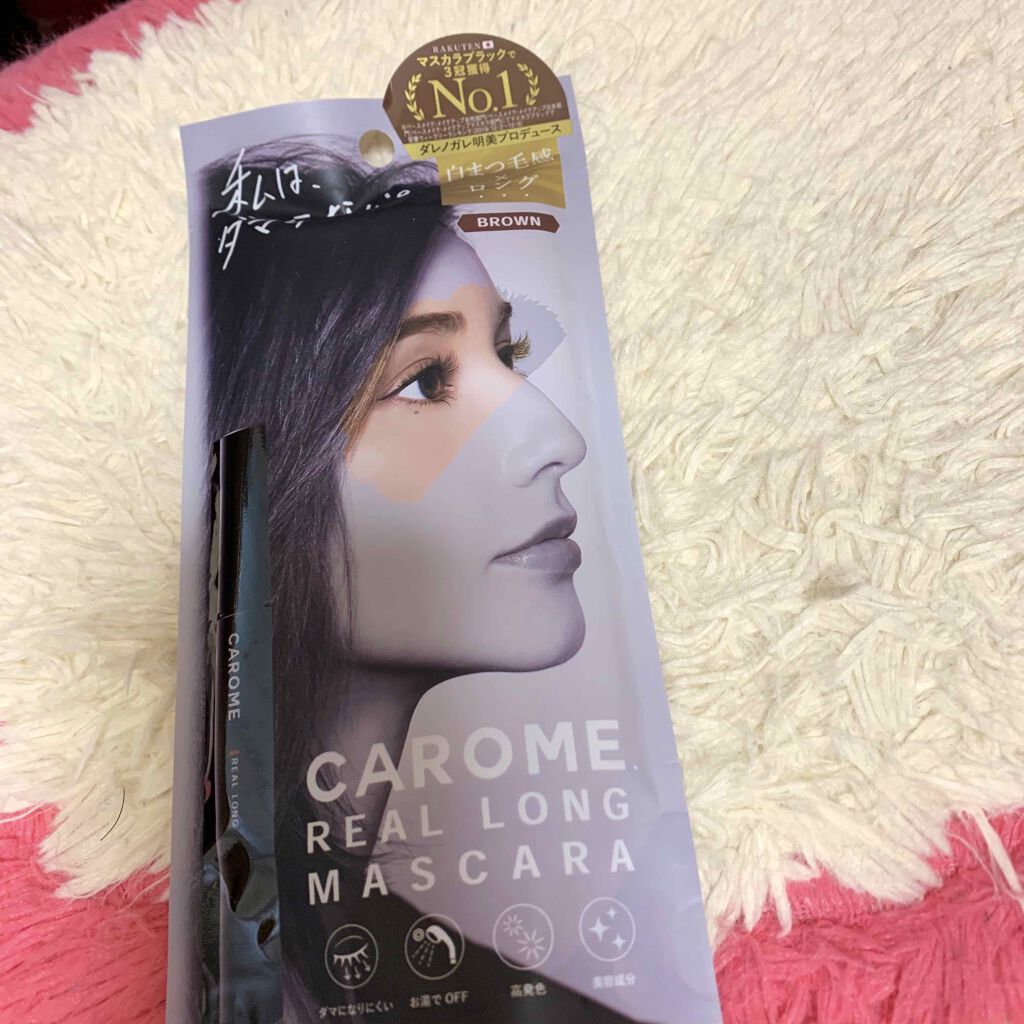 RAKUTEN
マスカラブラックで
3冠獲得
No.1
ダレノガレ明美プロデュース
自まつ毛感
ロング
BROWN
私は、
ダマ
CAROME
REAL LONG
CAROME.
REAL LONG
MASCARA
ダマになりにくい
お湯でOFF
高発色
美容成分